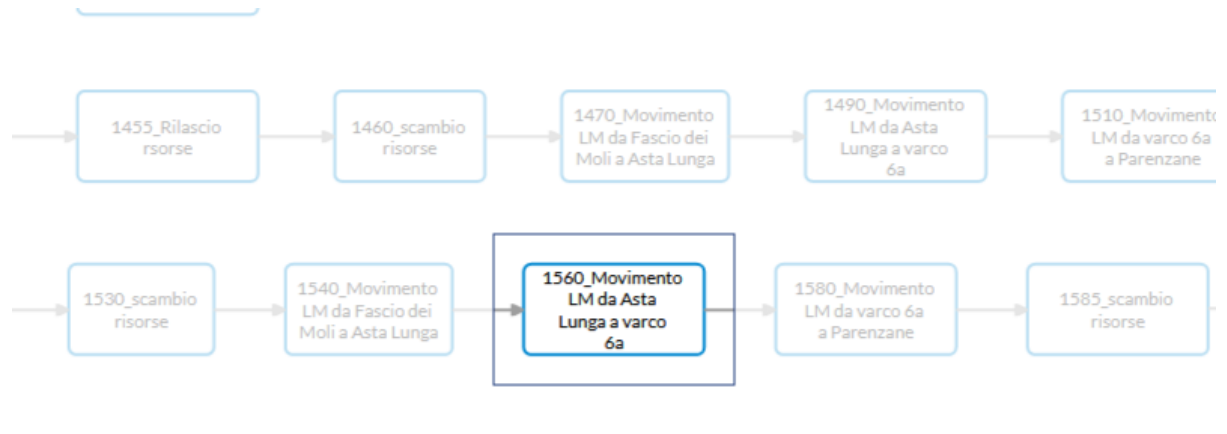 1455_Rilascio
rsorse
1460_scambio
risorse
1470_Movimento
LM da Fascio dei
Moli a Asta Lunga
1490_Movimento
LM da Asta
Lunga a varco
6a
1510_Movimento
LM da varco 6a
a Parenzane
1530_scambio
risorse
1540_Movimento
LM da Fascio dei
Moli a Asta Lunga
1560_Movimento
LM da Asta
Lunga a varco
6a
1580_Movimento
LM da varco 6a
a Parenzane
1585_scambio
risorse